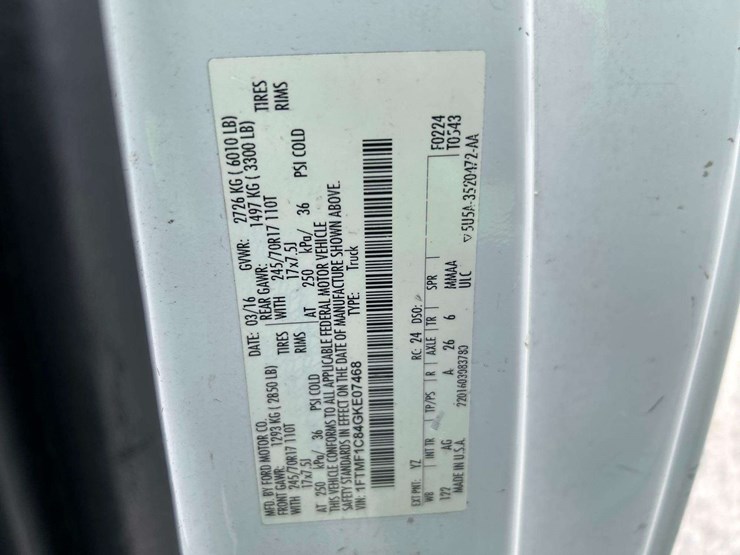 MFD. BY FORD MOTOR CO.
DATE: 03/16 GVWR: 2726 KG ( 6010 LB)
FRONT GAWR: 1293 KG ( 2850 LB) REAR GAWR: 1497 KG ( 3300 LB)
WITH 245/70R17 110T TIRES WITH 245/70R17 110T TIRES
17x7.5J RIMS 17x7.5J RIMS
AT 250 kPa/ 36 PSI COLD AT 250 kPa/ 36 PSI COLD
THIS VEHICLE CONFORMS TO ALL APPLICABLE FEDERAL MOTOR VEHICLE
SAFETY STANDARDS IN EFFECT ON THE DATE OF MANUFACTURE SHOWN ABOVE.
VIN: 1FTMF1C84GKE07468 TYPE: Truck
EXT PNT: YZ RC: 24 DSO: F0224
WB INT TR TP/PS R AXLE TR SPR T0543
122 AG A 26 6 MMAA
MADE IN U.S.A. 2201603983780 ULC
▽5U5A-3520472-AA